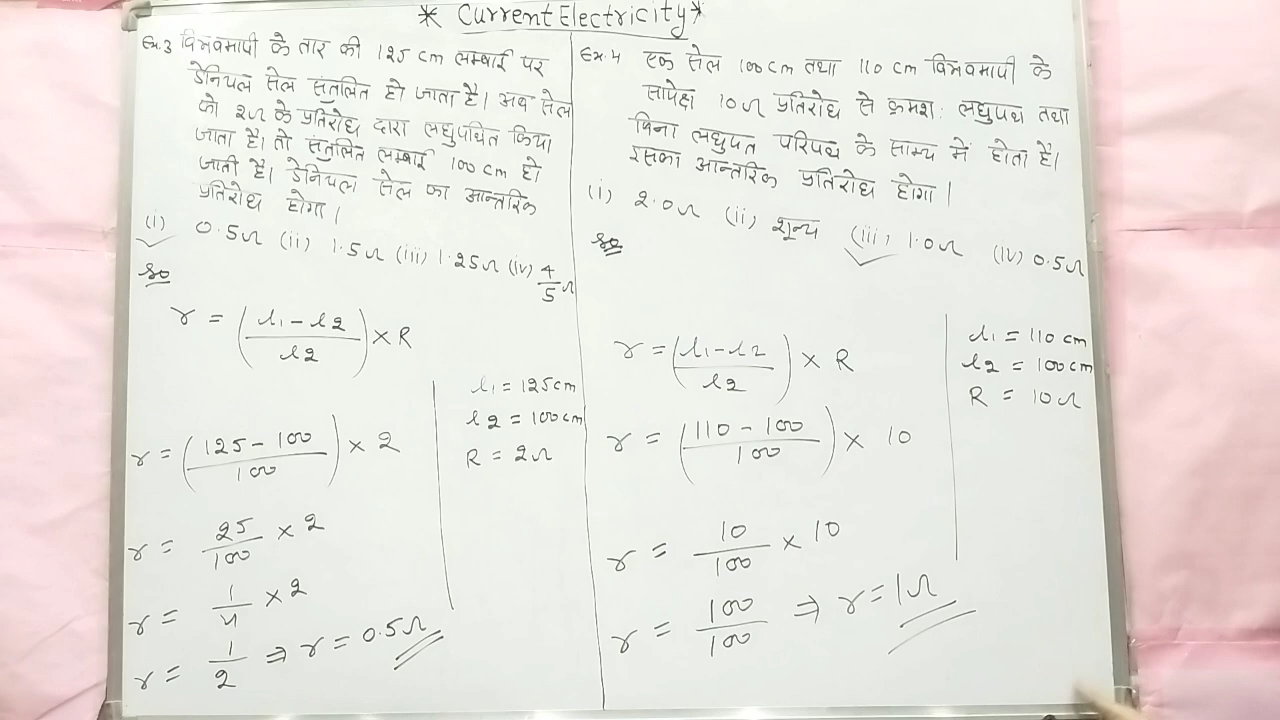 * Current Electricity *
Ex.3 विभवमापी के तार की 125 cm लम्बाई पर
डेनियल सेल संतुलित हो जाता है। अब सेल
को 2Ω के प्रतिरोध द्वारा लघुपथित किया
जाता है। तो संतुलित लम्बाई 100 cm हो
जाती है। डेनियल सेल का आन्तरिक
प्रतिरोध होगा।
(i) 0.5Ω (ii) 1.5Ω (iii) 1.25Ω (iv) 4/5 Ω
So
r = (l1 - l2 / l2) × R
l1 = 125cm
l2 = 100cm
R = 2Ω
r = (125 - 100 / 100) × 2
r = 25/100 × 2
r = 1/4 × 2
r = 1/2 ⇒ r = 0.5Ω
Ex.4 एक सेल 100cm तथा 110 cm विभवमापी के
सापेक्ष 10Ω प्रतिरोध से क्रमश: लघुपथ तथा
बिना लघुपत परिपथ के साम्य में होता है।
इसका आन्तरिक प्रतिरोध होगा।
(i) 2.0Ω (ii) शून्य (iii) 1.0Ω (iv) 0.5Ω
So
r = (l1 - l2 / l2) × R
l1 = 110 cm
l2 = 100cm
R = 10Ω
r = (110 - 100 / 100) × 10
r = 10/100 × 10
r = 100/100 ⇒ r = 1Ω